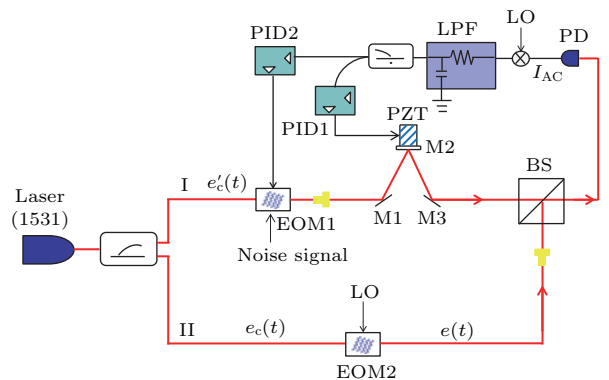 LO
PID2
LPF
PD
I_AC
PZT
PID1
M2
Laser
(1531)
I
e′_c(t)
BS
EOM1
M1
M3
Noise signal
LO
II
e_c(t)
e(t)
EOM2